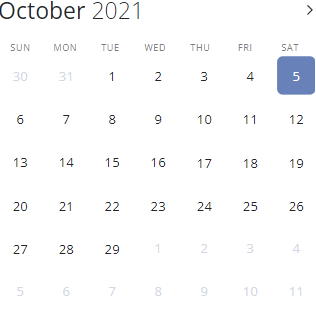 October 2021
SUN MON TUE WED THU FRI SAT
30 31 1 2 3 4 5
6 7 8 9 10 11 12
13 14 15 16 17 18 19
20 21 22 23 24 25 26
27 28 29 1 2 3 4
5 6 7 8 9 10 11